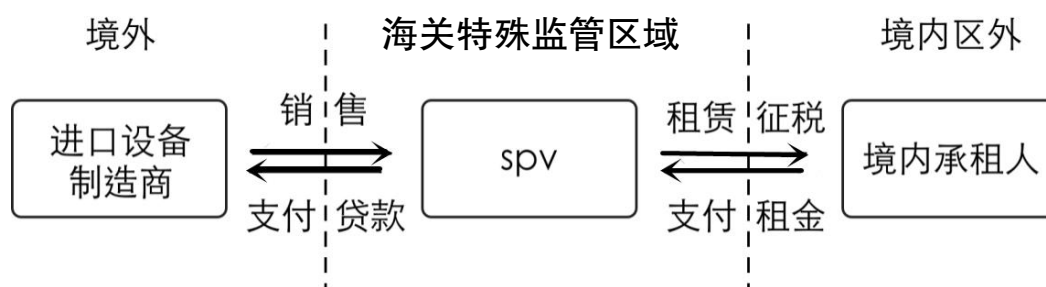 境外
海关特殊监管区域
境内区外
进口设备
制造商
销售
支付贷款
spv
租赁征税
支付租金
境内承租人